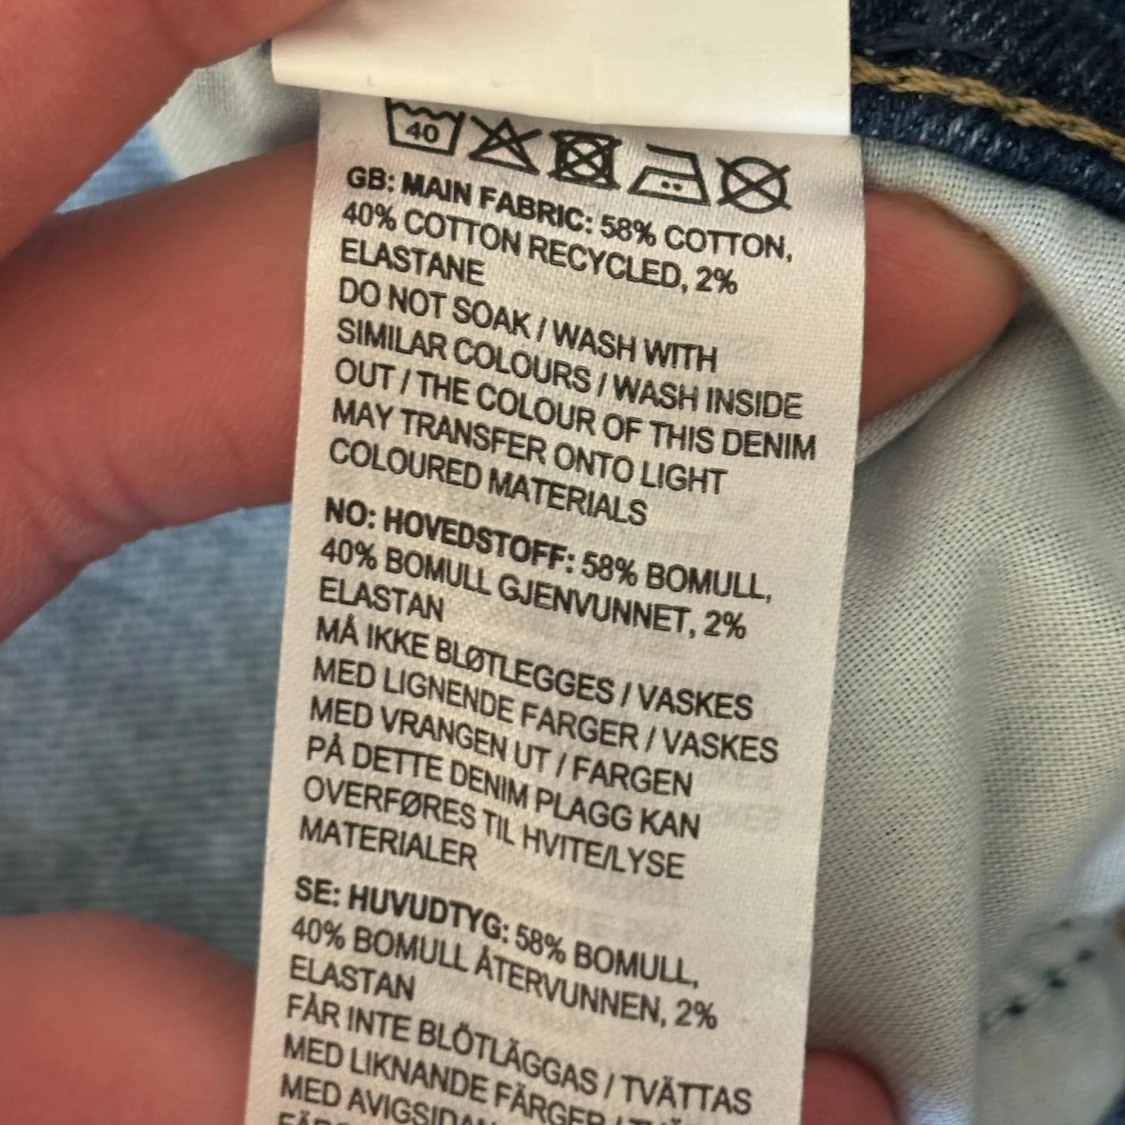 40
GB: MAIN FABRIC: 58% COTTON,
40% COTTON RECYCLED, 2%
ELASTANE
DO NOT SOAK / WASH WITH
SIMILAR COLOURS / WASH INSIDE
OUT / THE COLOUR OF THIS DENIM
MAY TRANSFER ONTO LIGHT
COLOURED MATERIALS
NO: HOVEDSTOFF: 58% BOMULL,
40% BOMULL GJENVUNNET, 2%
ELASTAN
MÅ IKKE BLØTLEGGES / VASKES
MED LIGNENDE FARGER / VASKES
MED VRANGEN UT / FARGEN
PÅ DETTE DENIM PLAGG KAN
OVERFØRES TIL HVITE/LYSE
MATERIALER
SE: HUVUDTYG: 58% BOMULL,
40% BOMULL ÅTERVUNNEN, 2%
ELASTAN
FÅR INTE BLÖTLÄGGAS / TVÄTTAS
MED LIKNANDE FÄRGER /
MED AVIGSIDAN